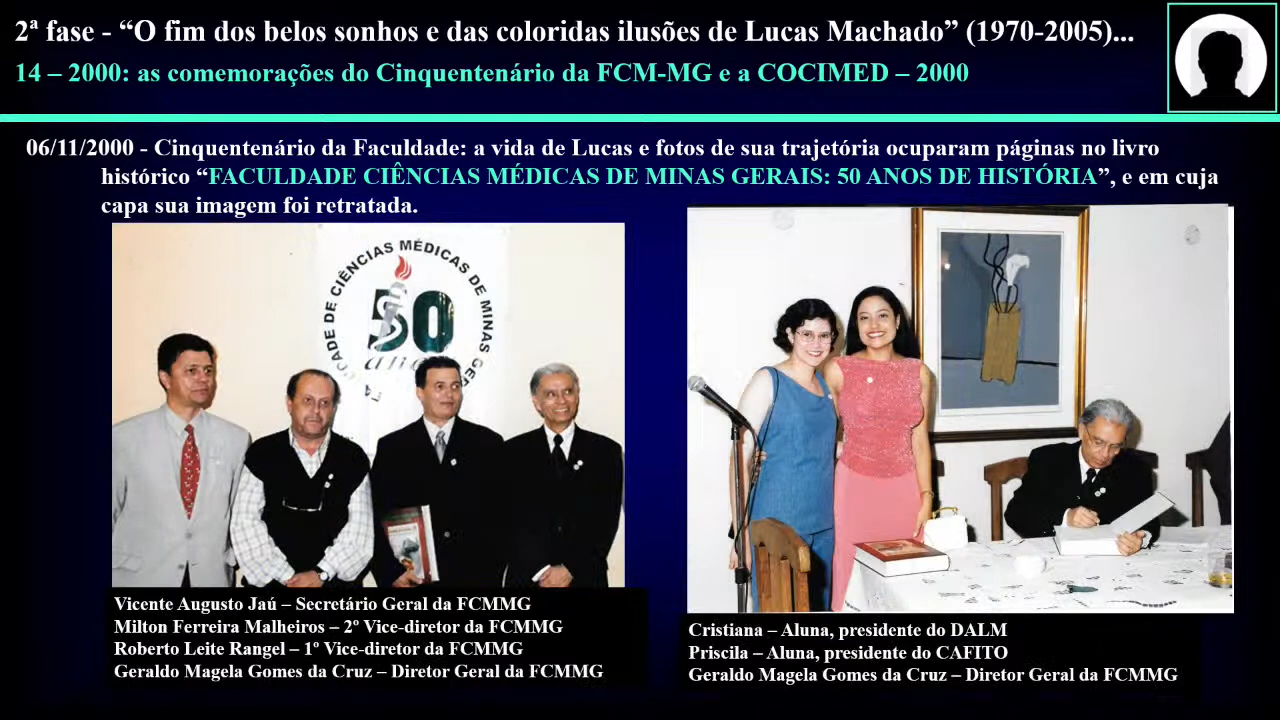 2ª fase - “O fim dos belos sonhos e das coloridas ilusões de Lucas Machado” (1970-2005)...
14 – 2000: as comemorações do Cinquentenário da FCM-MG e a COCIMED – 2000
06/11/2000 - Cinquentenário da Faculdade: a vida de Lucas e fotos de sua trajetória ocuparam páginas no livro
histórico “FACULDADE CIÊNCIAS MÉDICAS DE MINAS GERAIS: 50 ANOS DE HISTÓRIA”, e em cuja
capa sua imagem foi retratada.
DADE DE CIÊNCIAS MÉDICAS DE MINAS GER
50
Vicente Augusto Jaú – Secretário Geral da FCMMG
Milton Ferreira Malheiros – 2º Vice-diretor da FCMMG
Roberto Leite Rangel – 1º Vice-diretor da FCMMG
Geraldo Magela Gomes da Cruz – Diretor Geral da FCMMG
Cristiana – Aluna, presidente do DALM
Priscila – Aluna, presidente do CAFITO
Geraldo Magela Gomes da Cruz – Diretor Geral da FCMMG